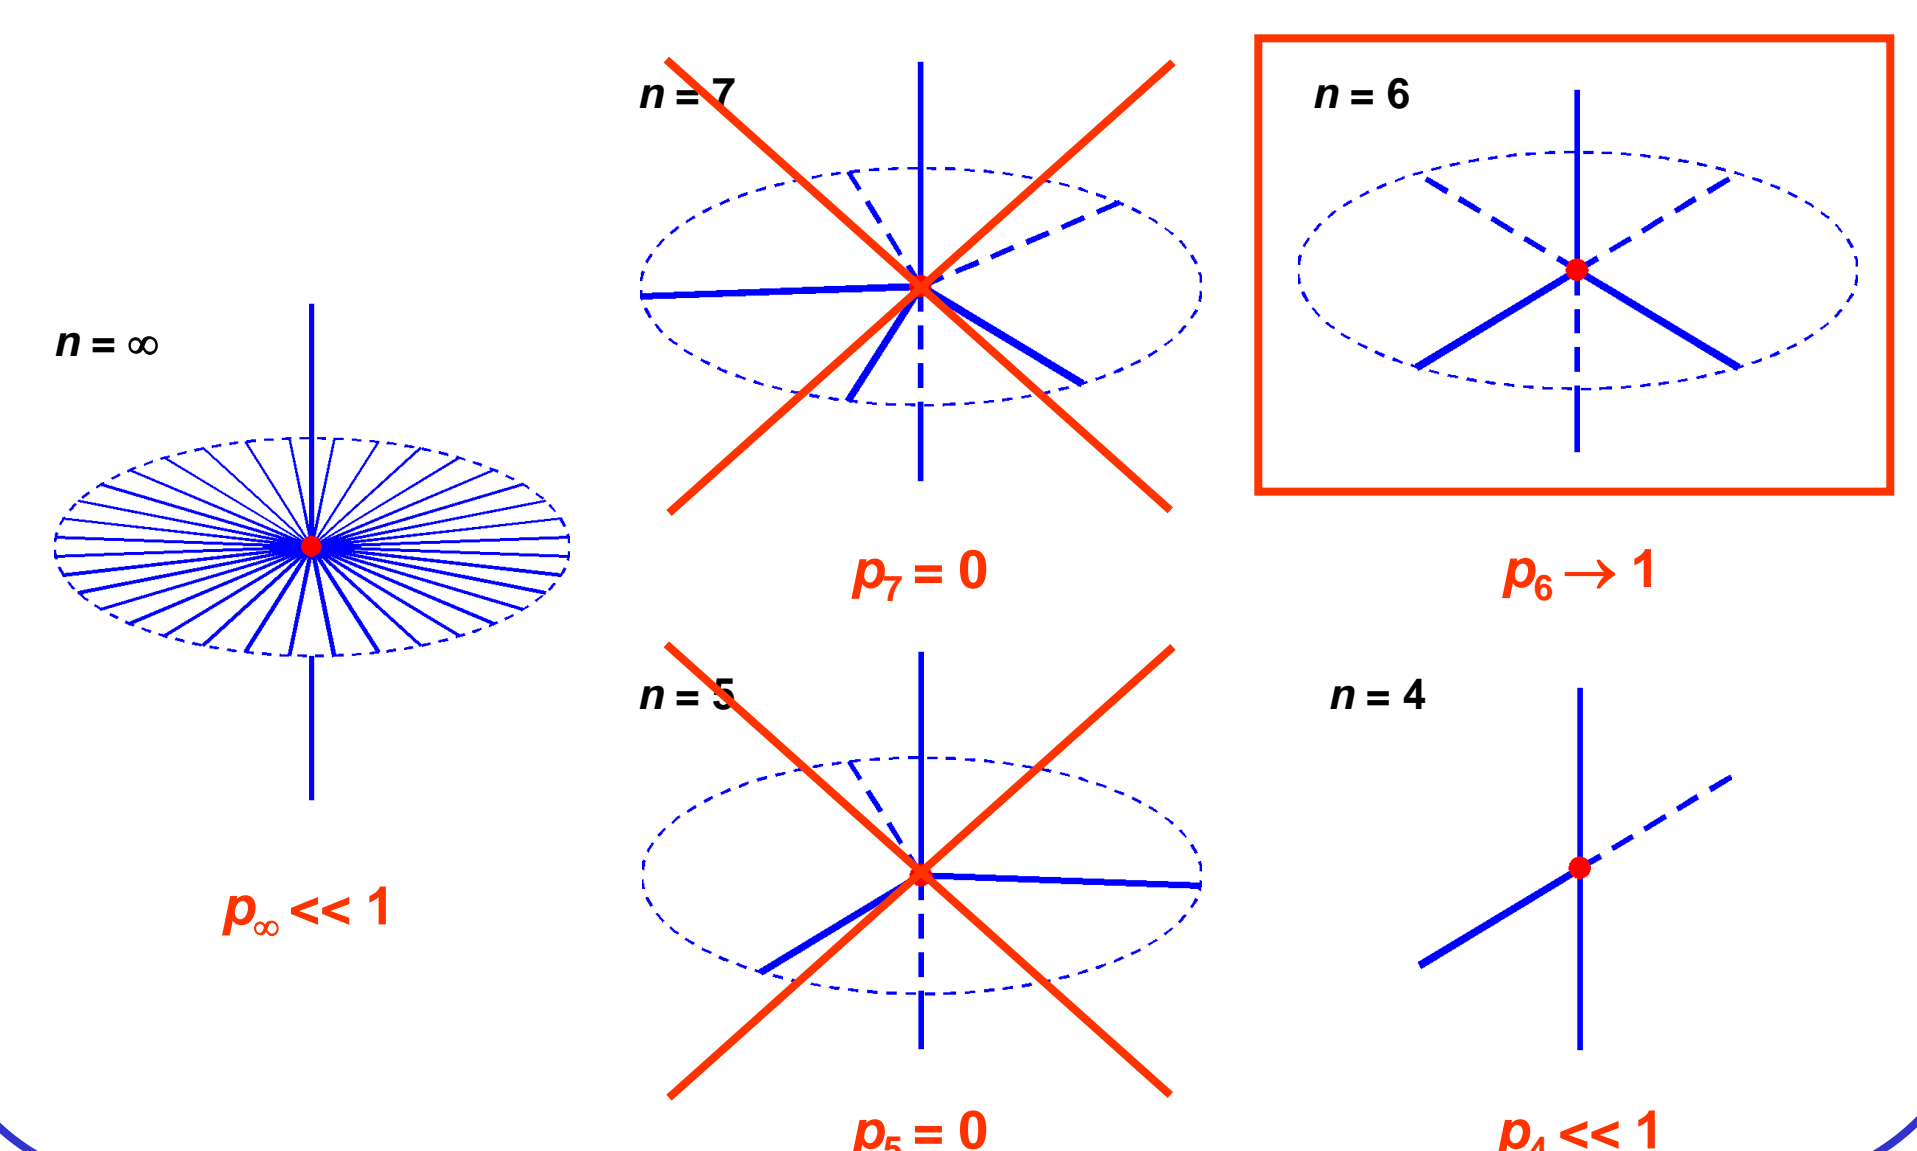 n = 7
n = 6
n = ∞
p₇ = 0
p₆ → 1
n = 5
n = 4
p∞ << 1
p₅ = 0
p₄ << 1